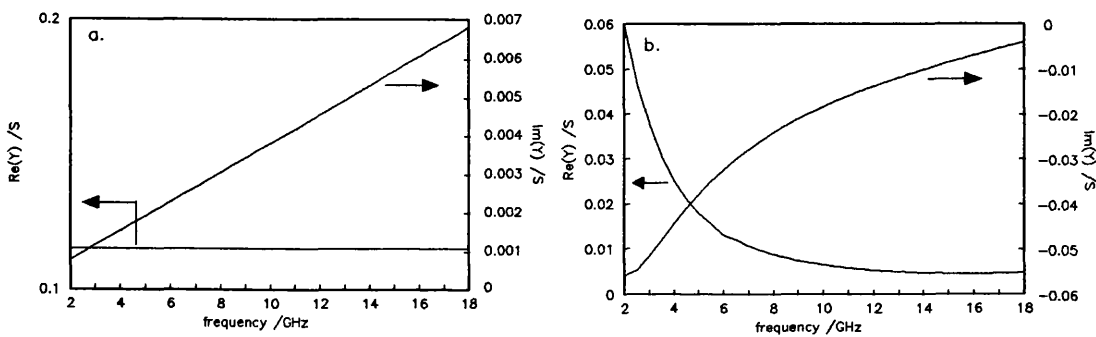 a.
0.2
0.1
Re(Y) /S
0.007
0.006
0.005
0.004
0.003
0.002
0.001
0
Im(Y) /S
2 4 6 8 10 12 14 16 18
frequency /GHz
b.
0.06
0.05
0.04
0.03
0.02
0.01
0
Re(Y) /S
0
-0.01
-0.02
-0.03
-0.04
-0.05
-0.06
Im(Y) /S
2 4 6 8 10 12 14 16 18
frequency /GHz